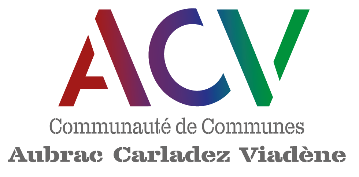 ACV
Communauté de Communes
Aubrac Carladez Viadène